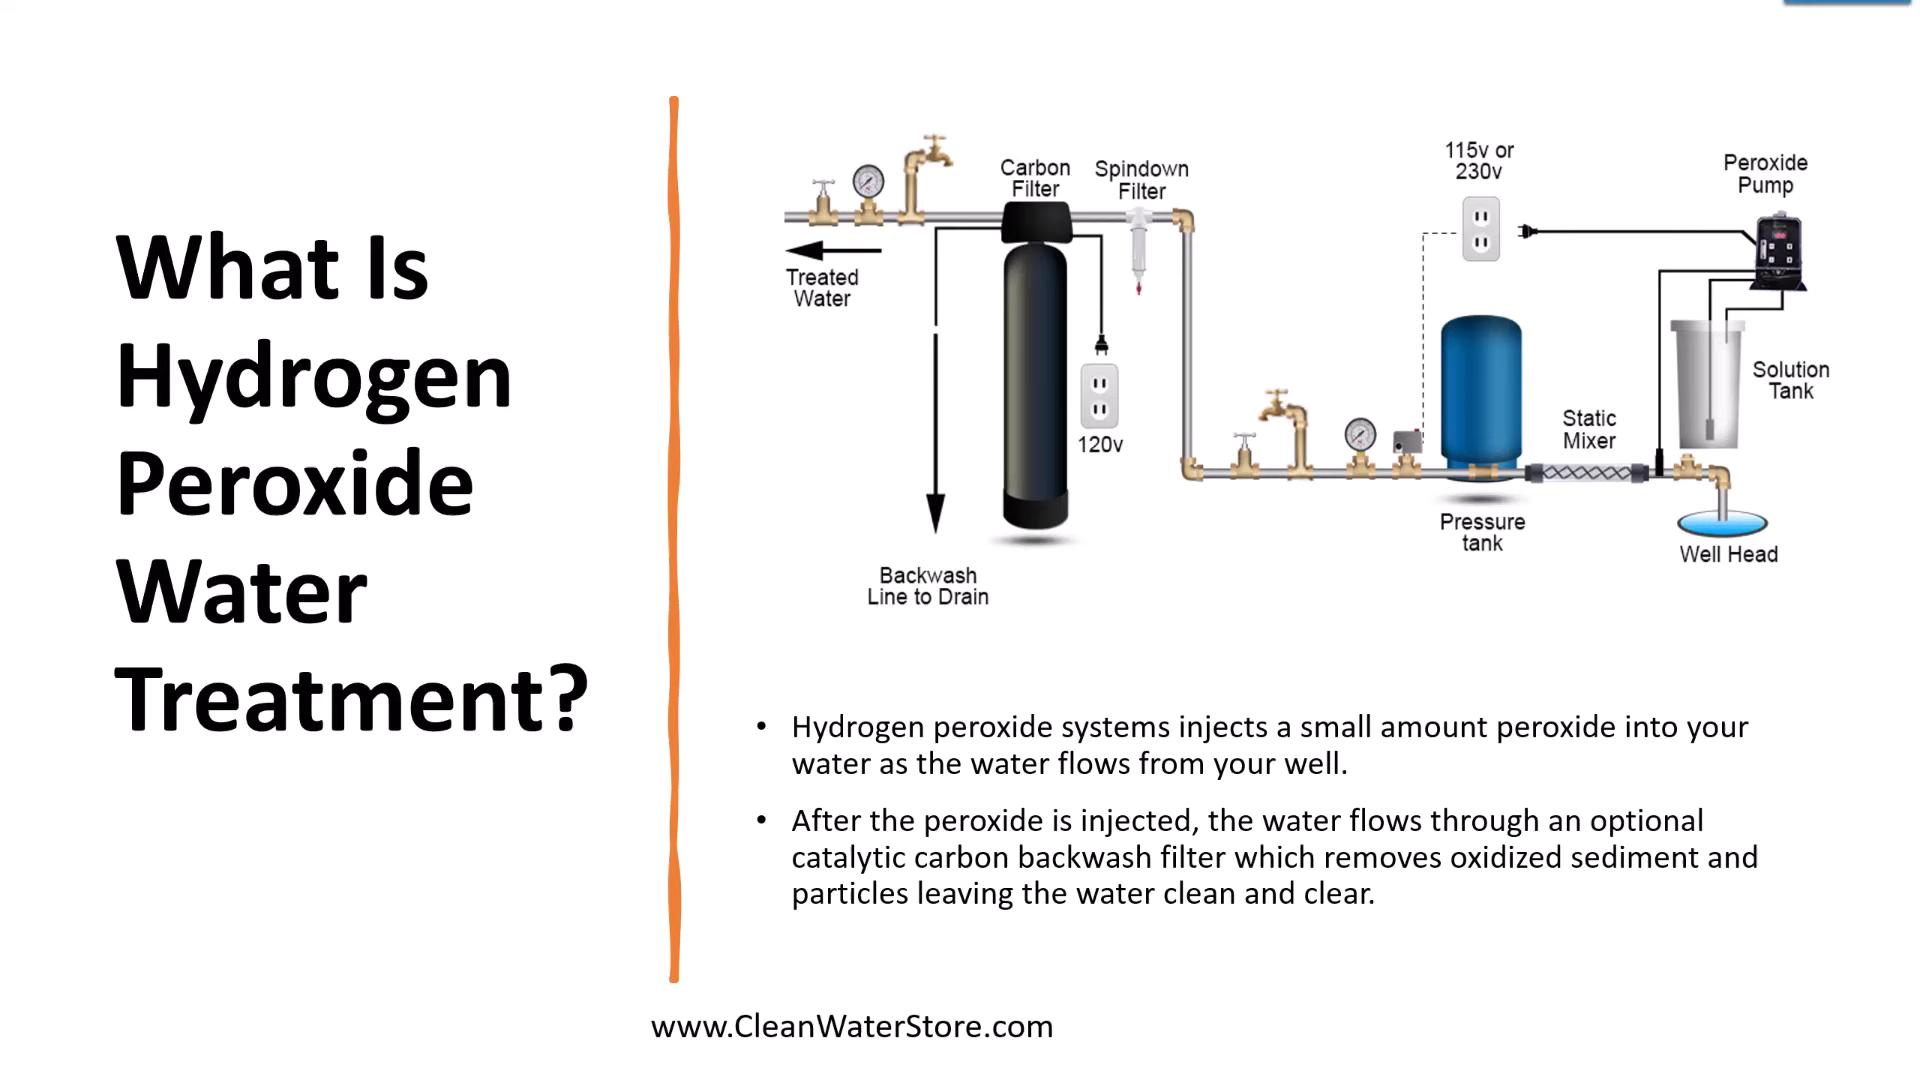 What Is
Hydrogen
Peroxide
Water
Treatment?
Carbon
Filter
Spindown
Filter
115v or
230v
Peroxide
Pump
Treated
Water
120v
Static
Mixer
Solution
Tank
Pressure
tank
Well Head
Backwash
Line to Drain
• Hydrogen peroxide systems injects a small amount peroxide into your
water as the water flows from your well.
• After the peroxide is injected, the water flows through an optional
catalytic carbon backwash filter which removes oxidized sediment and
particles leaving the water clean and clear.
www.CleanWaterStore.com